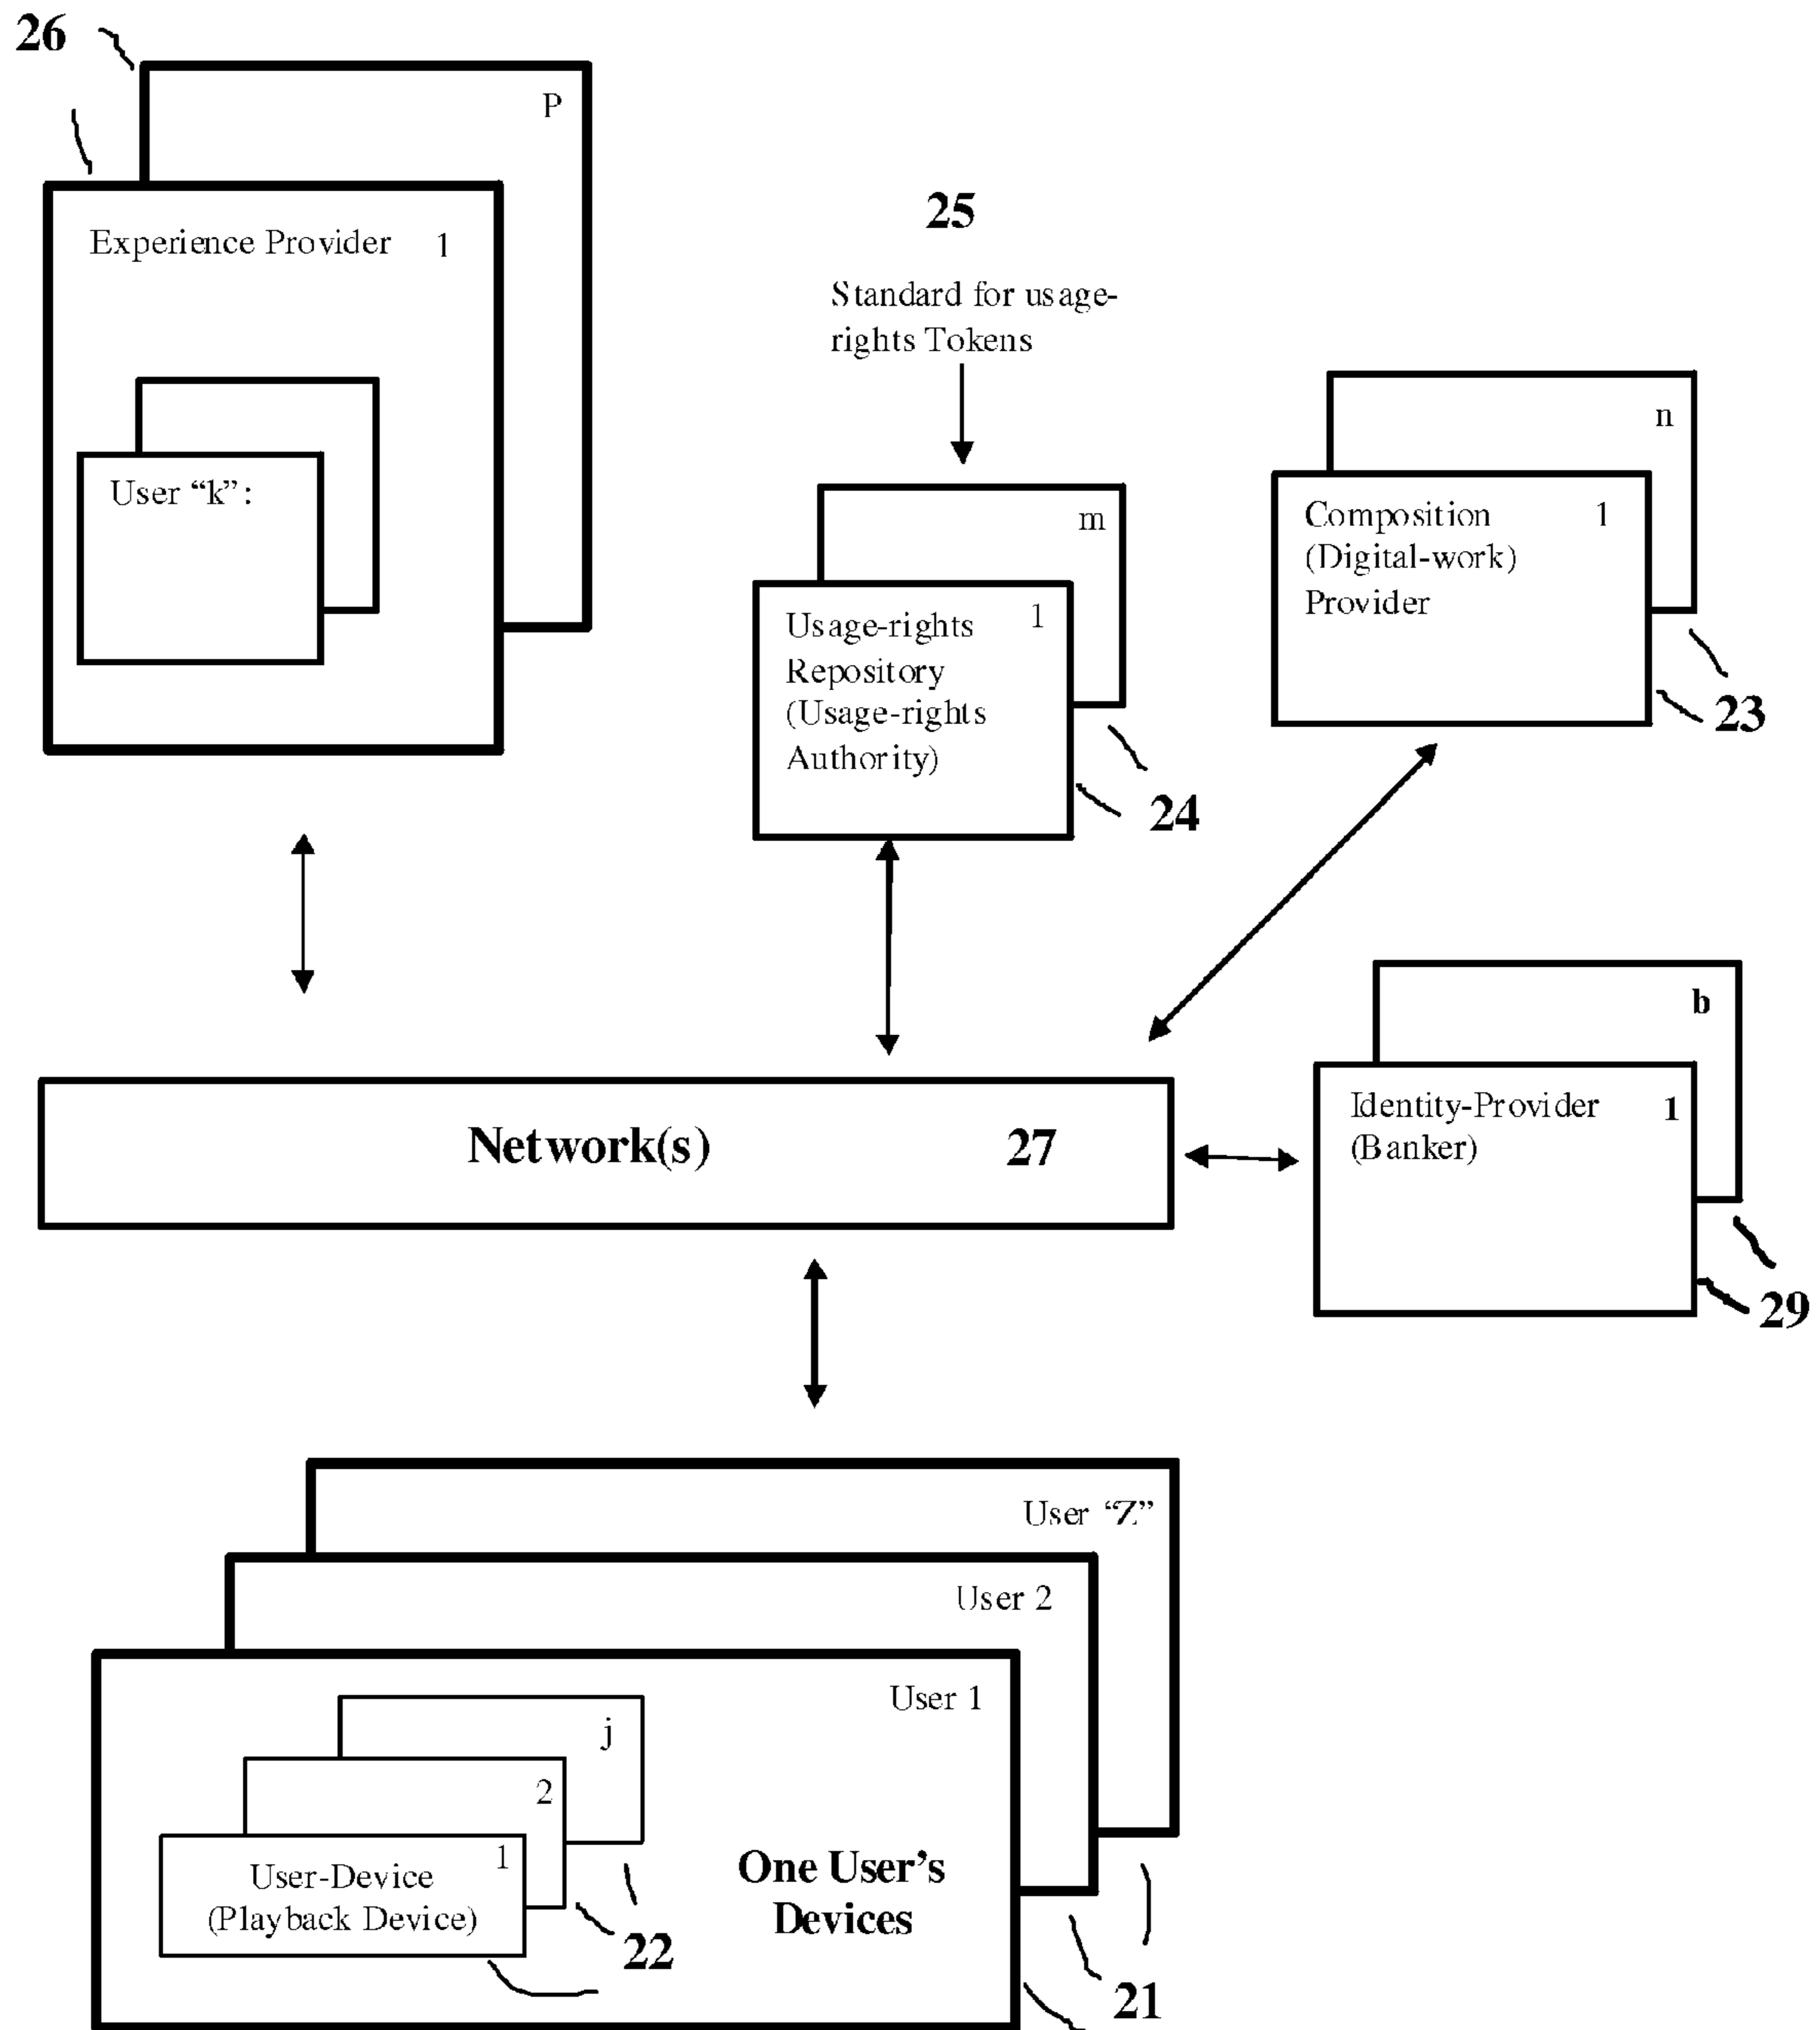 26
P
Experience Provider 1
User “k”:
25
Standard for usage-
rights Tokens
m
Usage-rights 1
Repository
(Usage-rights
Authority)
24
n
Composition 1
(Digital-work)
Provider
23
b
Identity-Provider 1
(Banker)
29
Network(s) 27
User “Z”
User 2
User 1
j
2
1
User-Device
(Playback Device)
One User’s
Devices
22
21